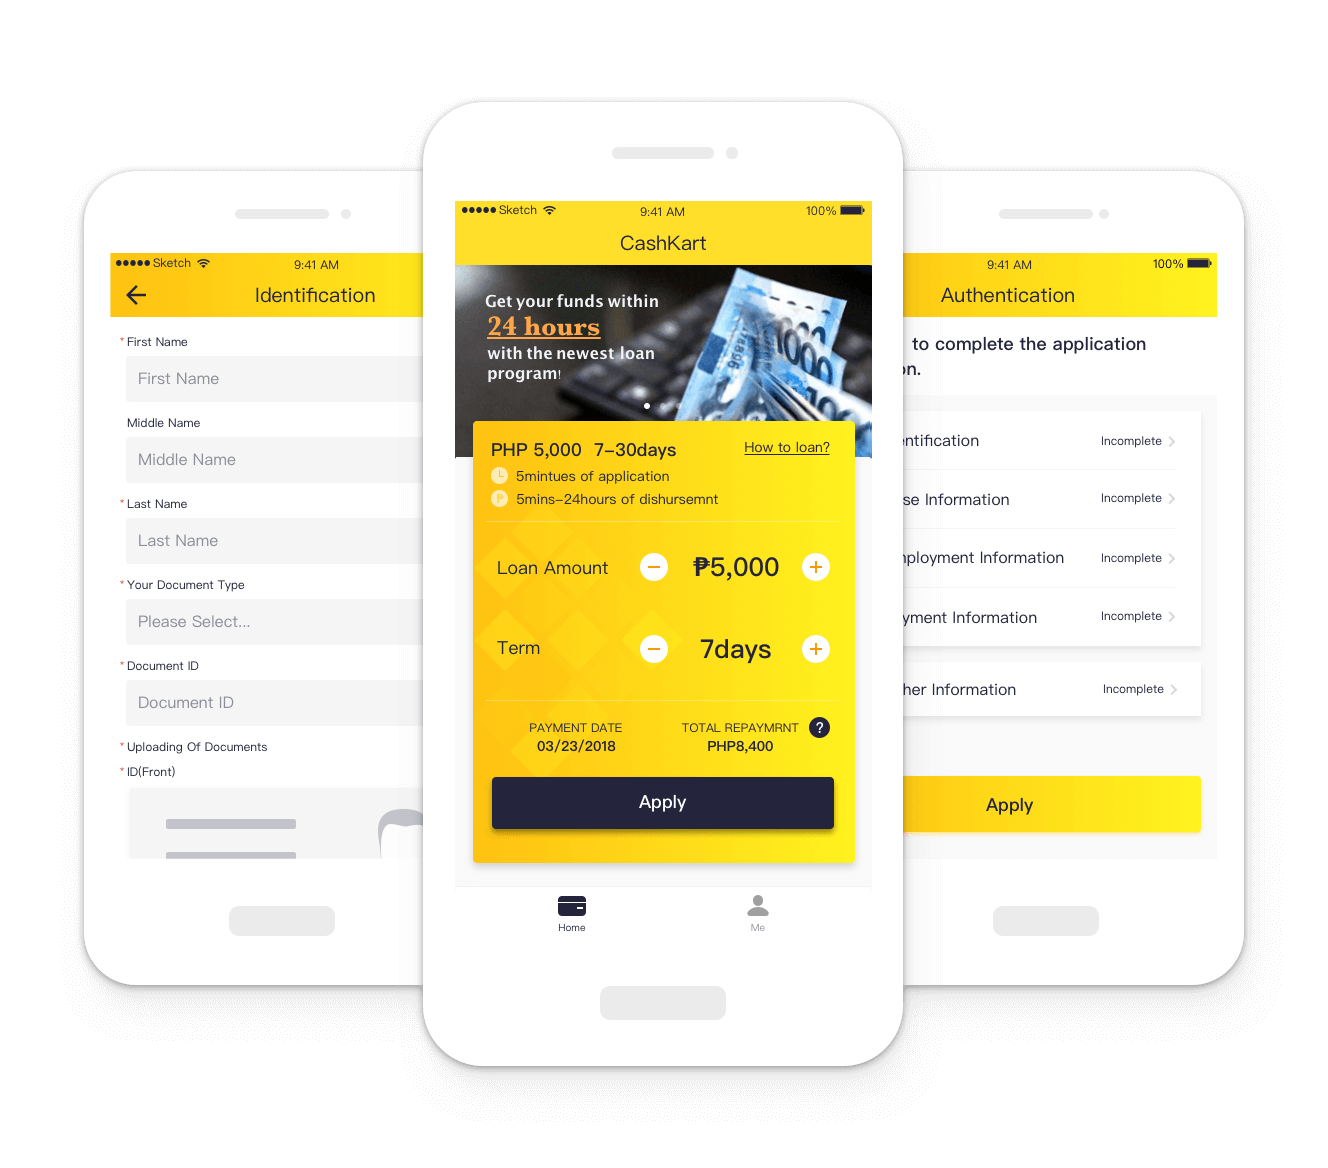 Sketch 9:41 AM
Identification
* First Name
First Name
Middle Name
Middle Name
* Last Name
Last Name
* Your Document Type
Please Select...
* Document ID
Document ID
* Uploading Of Documents
* ID(Front)
Sketch 9:41 AM 100%
CashKart
Get your funds within
24 hours
with the newest loan
program!
1000
1000
74896
PHP 5,000 7-30days How to loan?
5mintues of application
P 5mins-24hours of dishursemnt
Loan Amount − ₱5,000 +
Term − 7days +
PAYMENT DATE TOTAL REPAYMRNT ?
03/23/2018 PHP8,400
Apply
Home Me
9:41 AM 100%
Authentication
to complete the application
on.
entification Incomplete
se Information Incomplete
nployment Information Incomplete
yment Information Incomplete
her Information Incomplete
Apply